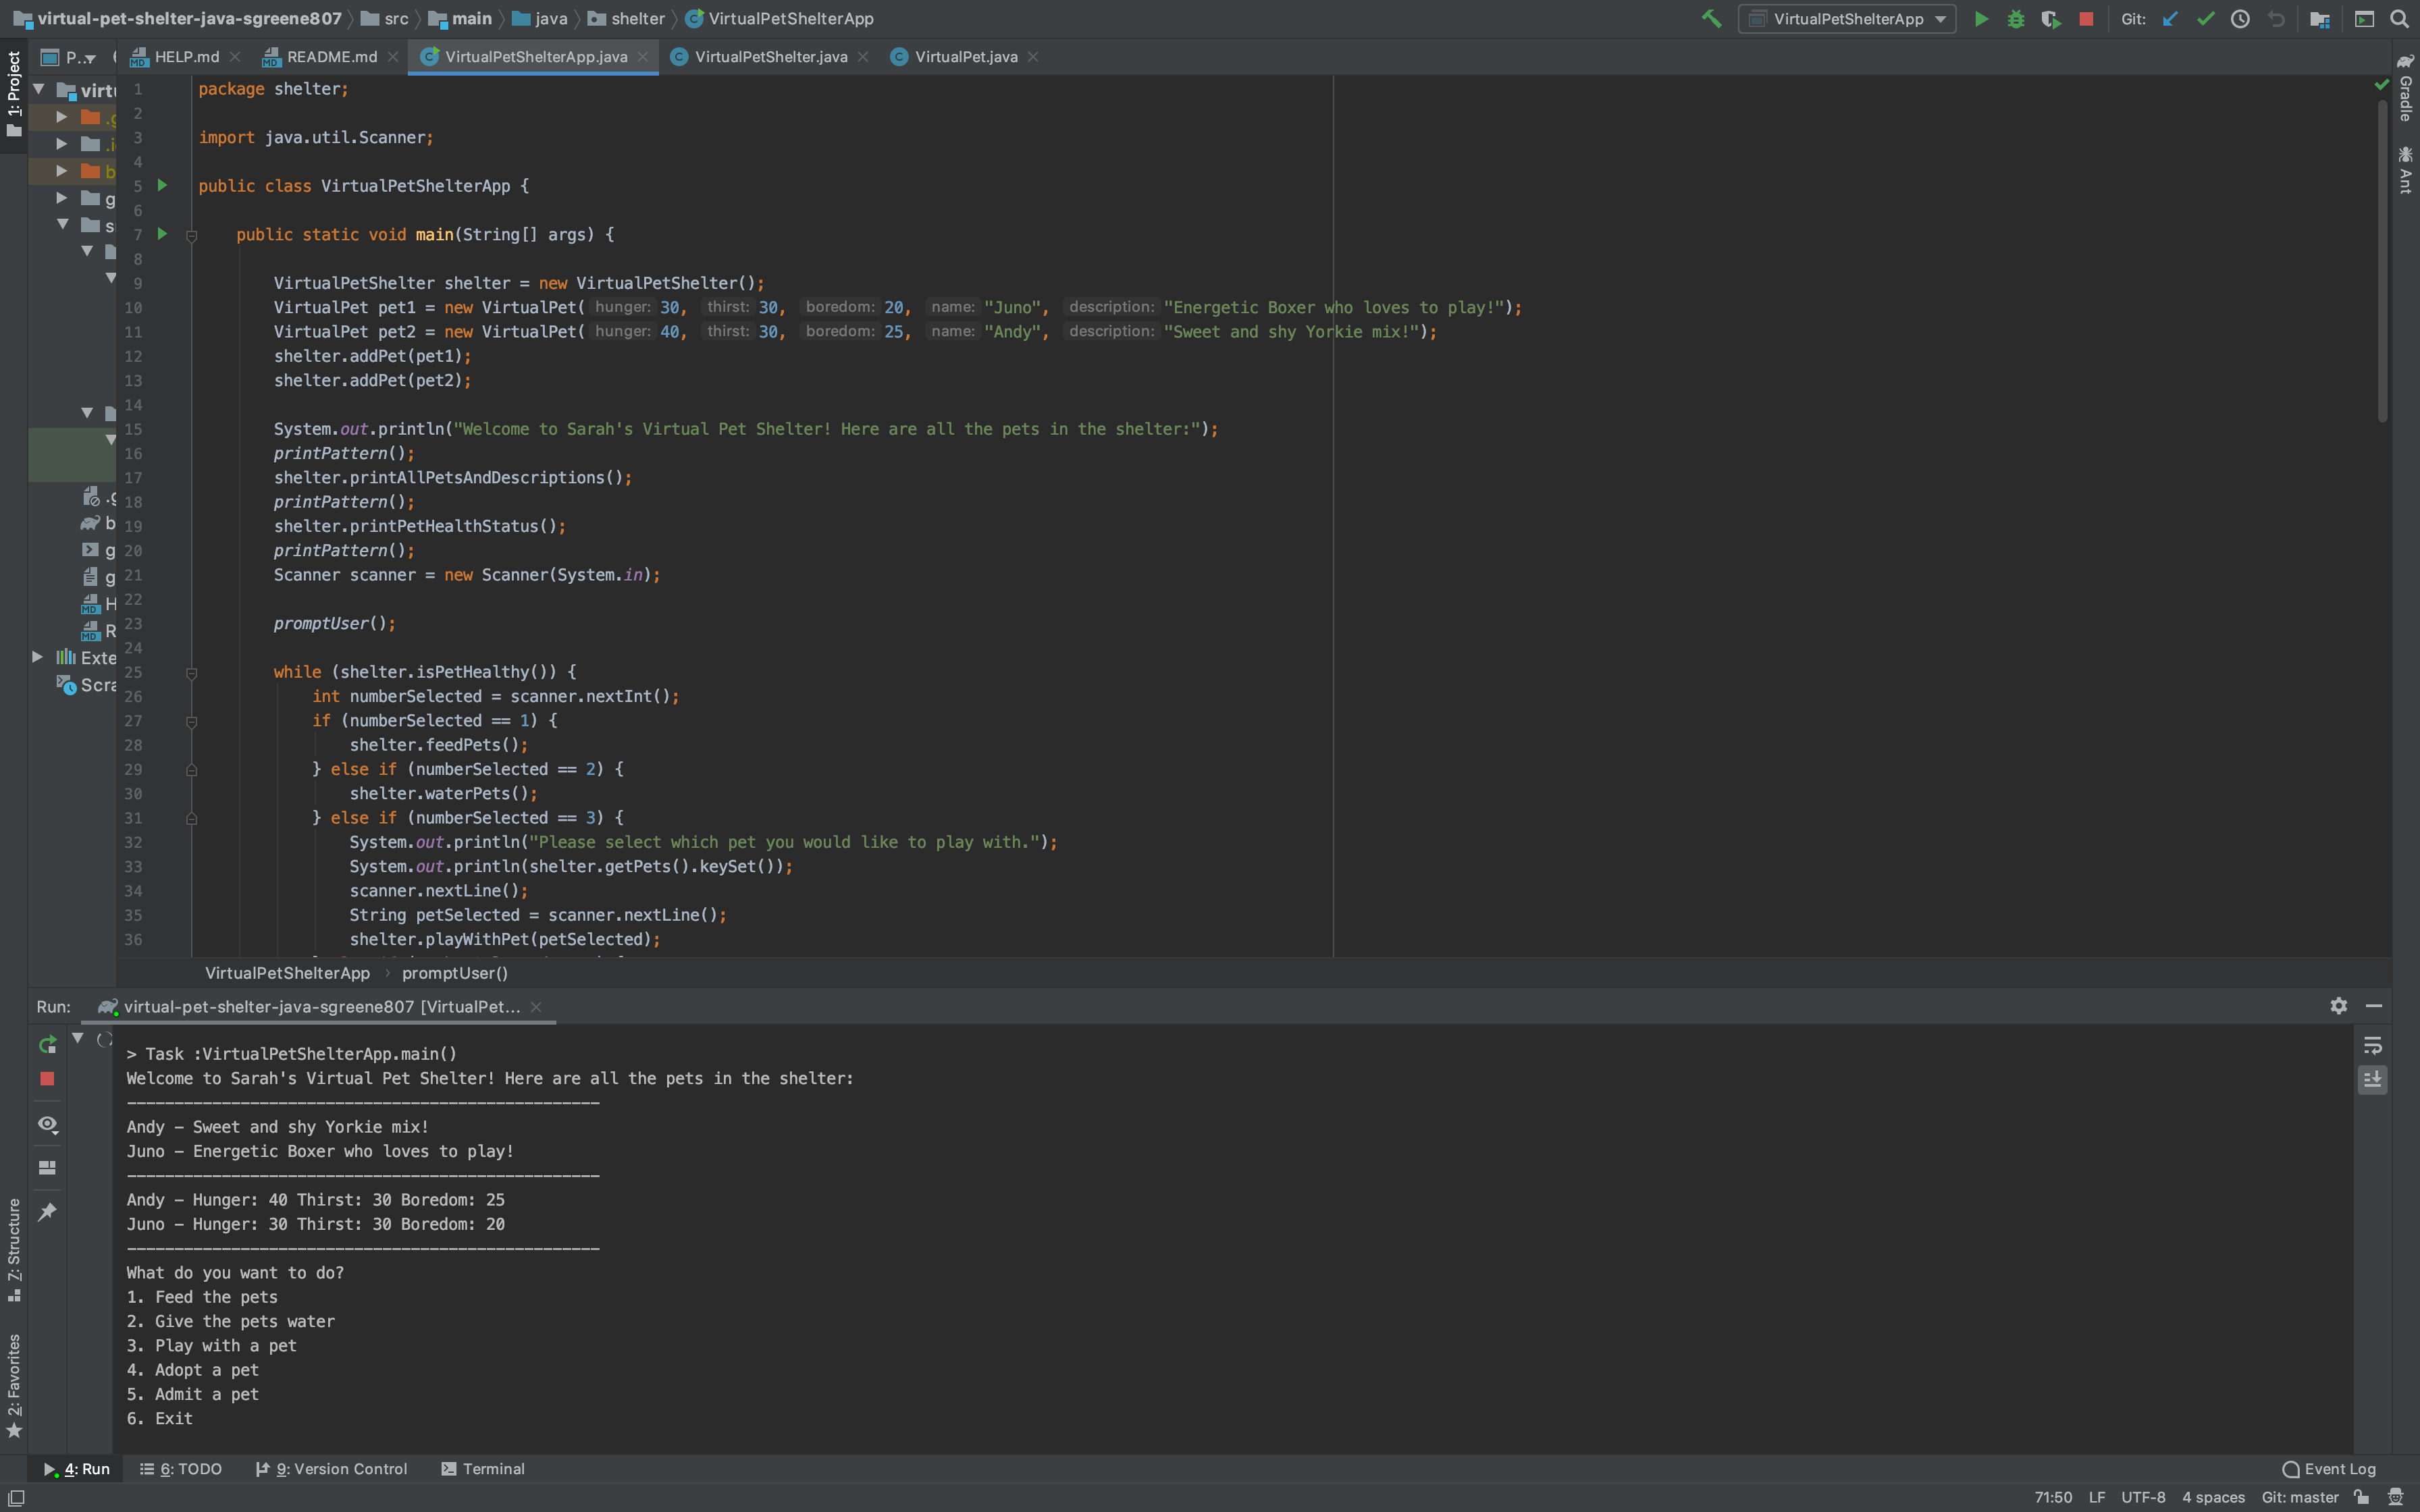 virtual-pet-shelter-java-sgreene807 src main java shelter VirtualPetShelterApp VirtualPetShelterApp Git:
1: Project P... HELP.md README.md VirtualPetShelterApp.java VirtualPetShelter.java VirtualPet.java
Gradle
Ant
virtu
.g
.i
b
g
s
.g
b
g
g
H
R
Exte
Scra
1 package shelter;
2
3 import java.util.Scanner;
4
5 public class VirtualPetShelterApp {
6
7 public static void main(String[] args) {
8
9 VirtualPetShelter shelter = new VirtualPetShelter();
10 VirtualPet pet1 = new VirtualPet( hunger: 30, thirst: 30, boredom: 20, name: "Juno", description: "Energetic Boxer who loves to play!");
11 VirtualPet pet2 = new VirtualPet( hunger: 40, thirst: 30, boredom: 25, name: "Andy", description: "Sweet and shy Yorkie mix!");
12 shelter.addPet(pet1);
13 shelter.addPet(pet2);
14
15 System.out.println("Welcome to Sarah's Virtual Pet Shelter! Here are all the pets in the shelter:");
16 printPattern();
17 shelter.printAllPetsAndDescriptions();
18 printPattern();
19 shelter.printPetHealthStatus();
20 printPattern();
21 Scanner scanner = new Scanner(System.in);
22
23 promptUser();
24
25 while (shelter.isPetHealthy()) {
26 int numberSelected = scanner.nextInt();
27 if (numberSelected == 1) {
28 shelter.feedPets();
29 } else if (numberSelected == 2) {
30 shelter.waterPets();
31 } else if (numberSelected == 3) {
32 System.out.println("Please select which pet you would like to play with.");
33 System.out.println(shelter.getPets().keySet());
34 scanner.nextLine();
35 String petSelected = scanner.nextLine();
36 shelter.playWithPet(petSelected);
VirtualPetShelterApp › promptUser()
Run: virtual-pet-shelter-java-sgreene807 [VirtualPet...
> Task :VirtualPetShelterApp.main()
Welcome to Sarah's Virtual Pet Shelter! Here are all the pets in the shelter:
--------------------------------------------------
Andy - Sweet and shy Yorkie mix!
Juno - Energetic Boxer who loves to play!
--------------------------------------------------
Andy - Hunger: 40 Thirst: 30 Boredom: 25
Juno - Hunger: 30 Thirst: 30 Boredom: 20
--------------------------------------------------
What do you want to do?
1. Feed the pets
2. Give the pets water
3. Play with a pet
4. Adopt a pet
5. Admit a pet
6. Exit
7: Structure
2: Favorites
4: Run 6: TODO 9: Version Control Terminal Event Log
71:50 LF UTF-8 4 spaces Git: master